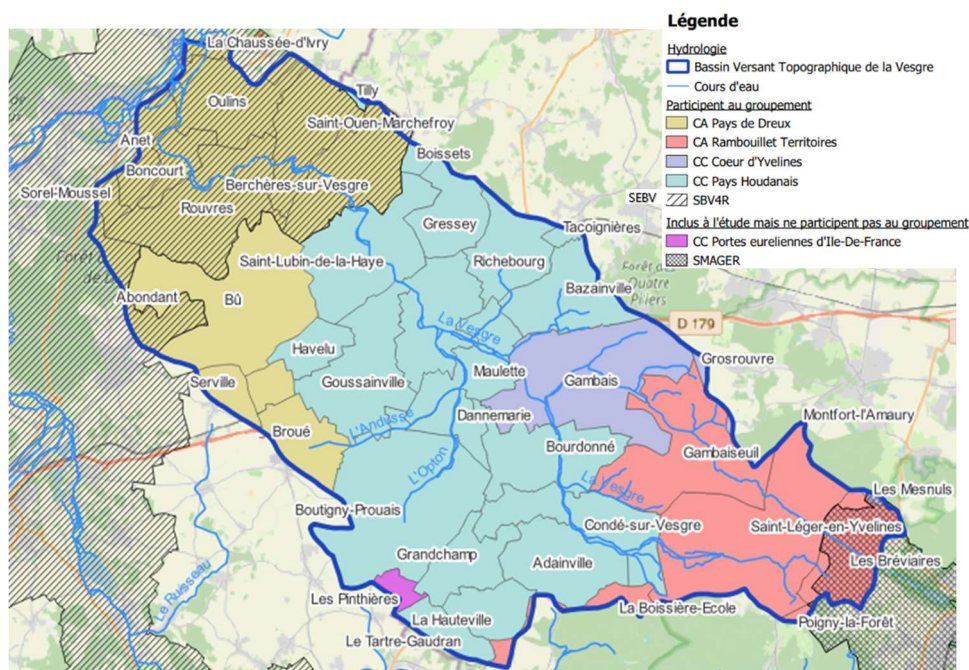 Légende
Hydrologie
Bassin Versant Topographique de la Vesgre
Cours d'eau
Participent au groupement
CA Pays de Dreux
CA Rambouillet Territoires
CC Coeur d'Yvelines
CC Pays Houdanais
SBV4R
Inclus à l'étude mais ne participent pas au groupement
CC Portes eureliennes d'Ile-De-France
SMAGER
SEBV
La Chaussée-d'Ivry
Tilly
Oulins
Saint-Ouen-Marchefroy
Anet
Boissets
Boncourt
Berchères-sur-Vesgre
Sorel-Moussel
Rouvres
Gressey
Tacoignières
Saint-Lubin-de-la-Haye
Richebourg
Forêt des
Quatre
Piliers
Bazainville
Abondant
Bû
La Vesgre
D 179
Havelu
Maulette
Grosrouvre
Serville
Goussainville
Gambais
Dannemarie
Montfort-l'Amaury
Broué
L'Andusse
Bourdonné
Gambaiseuil
L'Opton
La Vesgre
Les Mesnuls
Boutigny-Prouais
Condé-sur-Vesgre
Saint-Léger-en-Yvelines
Grandchamp
Adainville
Les Bréviaires
Le Ruisseau
Les Pinthières
La Boissière-Ecole
La Hauteville
Poigny-la-Forêt
Le Tartre-Gaudran